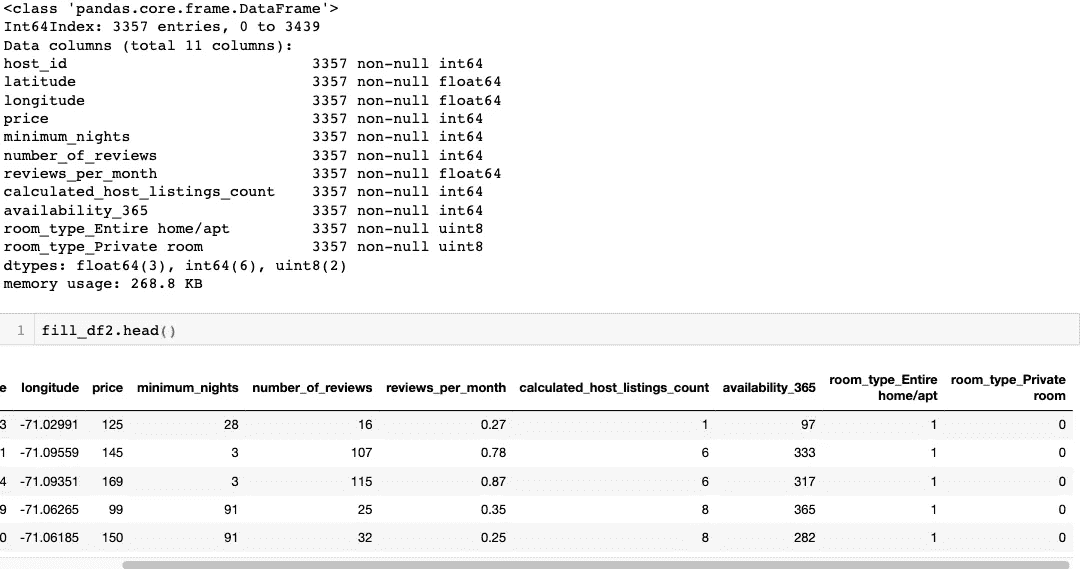 <class 'pandas.core.frame.DataFrame'>
Int64Index: 3357 entries, 0 to 3439
Data columns (total 11 columns):
host_id 3357 non-null int64
latitude 3357 non-null float64
longitude 3357 non-null float64
price 3357 non-null int64
minimum_nights 3357 non-null int64
number_of_reviews 3357 non-null int64
reviews_per_month 3357 non-null float64
calculated_host_listings_count 3357 non-null int64
availability_365 3357 non-null int64
room_type_Entire home/apt 3357 non-null uint8
room_type_Private room 3357 non-null uint8
dtypes: float64(3), int64(6), uint8(2)
memory usage: 268.8 KB
1 fill_df2.head()
e longitude price minimum_nights number_of_reviews reviews_per_month calculated_host_listings_count availability_365 room_type_Entire home/apt room_type_Private room
3 -71.02991 125 28 16 0.27 1 97 1 0
1 -71.09559 145 3 107 0.78 6 333 1 0
4 -71.09351 169 3 115 0.87 6 317 1 0
9 -71.06265 99 91 25 0.35 8 365 1 0
0 -71.06185 150 91 32 0.25 8 282 1 0